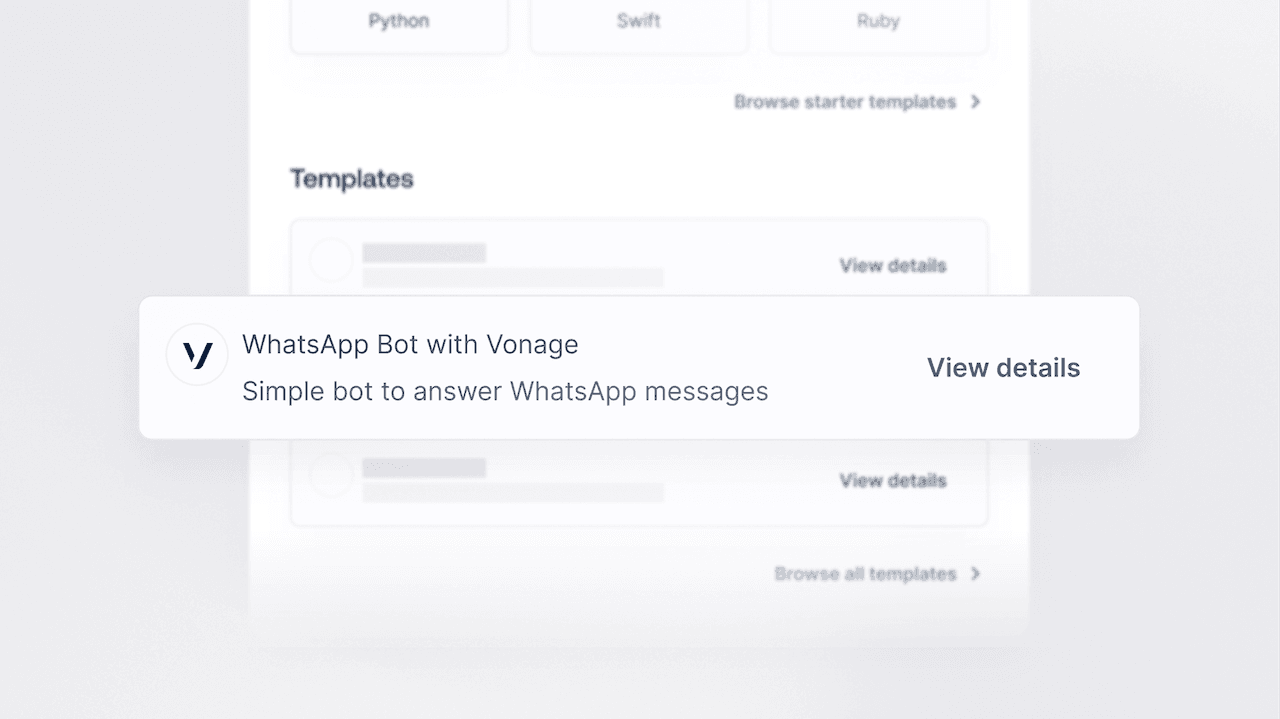 Python
Swift
Ruby
Browse starter templates
Templates
View details
WhatsApp Bot with Vonage
Simple bot to answer WhatsApp messages
View details
View details
Browse all templates